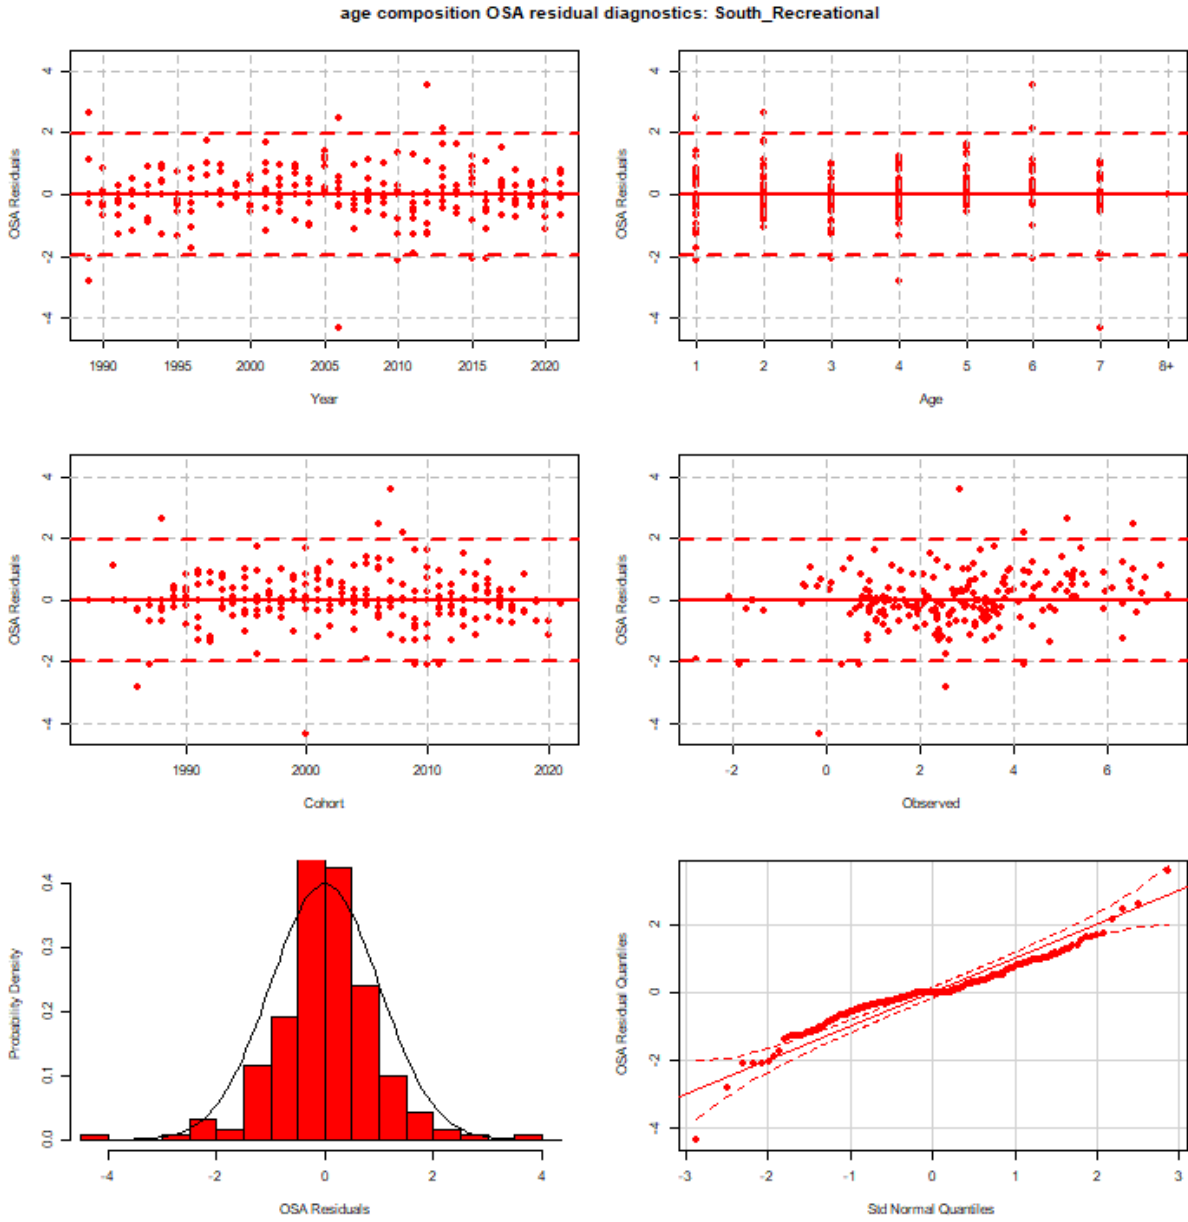 age composition OSA residual diagnostics: South_Recreational
OSA Residuals
4
2
0
-2
-4
1990 1995 2000 2005 2010 2015 2020
Year
OSA Residuals
4
2
0
-2
-4
1 2 3 4 5 6 7 8+
Age
OSA Residuals
4
2
0
-2
-4
1990 2000 2010 2020
Cohort
OSA Residuals
4
2
0
-2
-4
-2 0 2 4 6
Observed
Probability Density
0.4
0.3
0.2
0.1
0.0
-4 -2 0 2 4
OSA Residuals
OSA Residual Quantiles
2
0
-2
-4
-3 -2 -1 0 1 2 3
Std Normal Quantiles